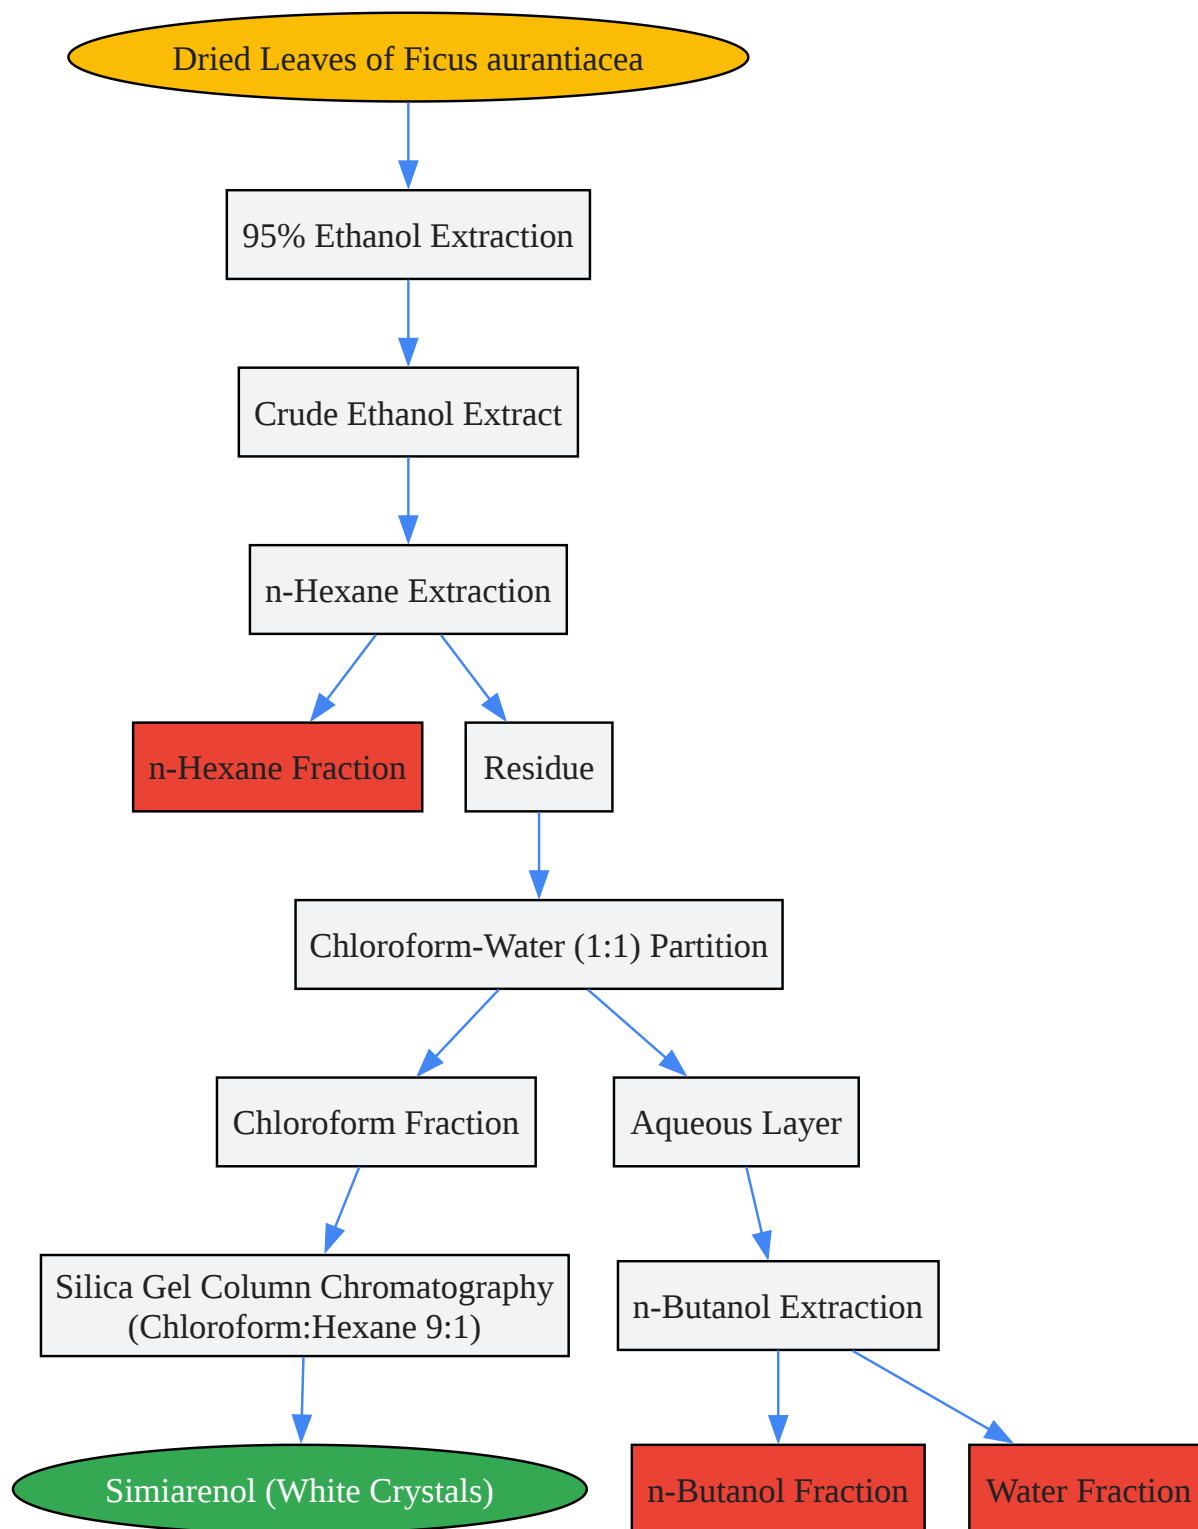 Dried Leaves of Ficus aurantiacea
95% Ethanol Extraction
Crude Ethanol Extract
n-Hexane Extraction
n-Hexane Fraction
Residue
Chloroform-Water (1:1) Partition
Chloroform Fraction
Aqueous Layer
Silica Gel Column Chromatography
(Chloroform:Hexane 9:1)
n-Butanol Extraction
Simiarenol (White Crystals)
n-Butanol Fraction
Water Fraction